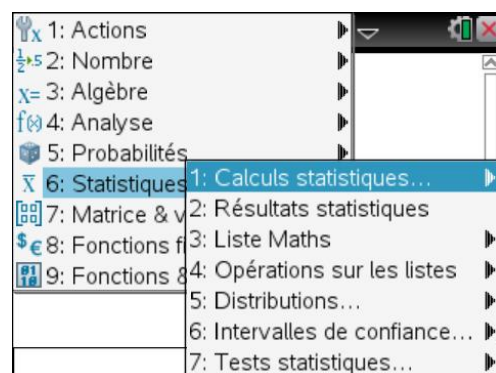 1: Actions
2: Nombre
3: Algèbre
4: Analyse
5: Probabilités
6: Statistiques
7: Matrice & v
8: Fonctions fi
9: Fonctions &
1: Calculs statistiques...
2: Résultats statistiques
3: Liste Maths
4: Opérations sur les listes
5: Distributions...
6: Intervalles de confiance...
7: Tests statistiques...